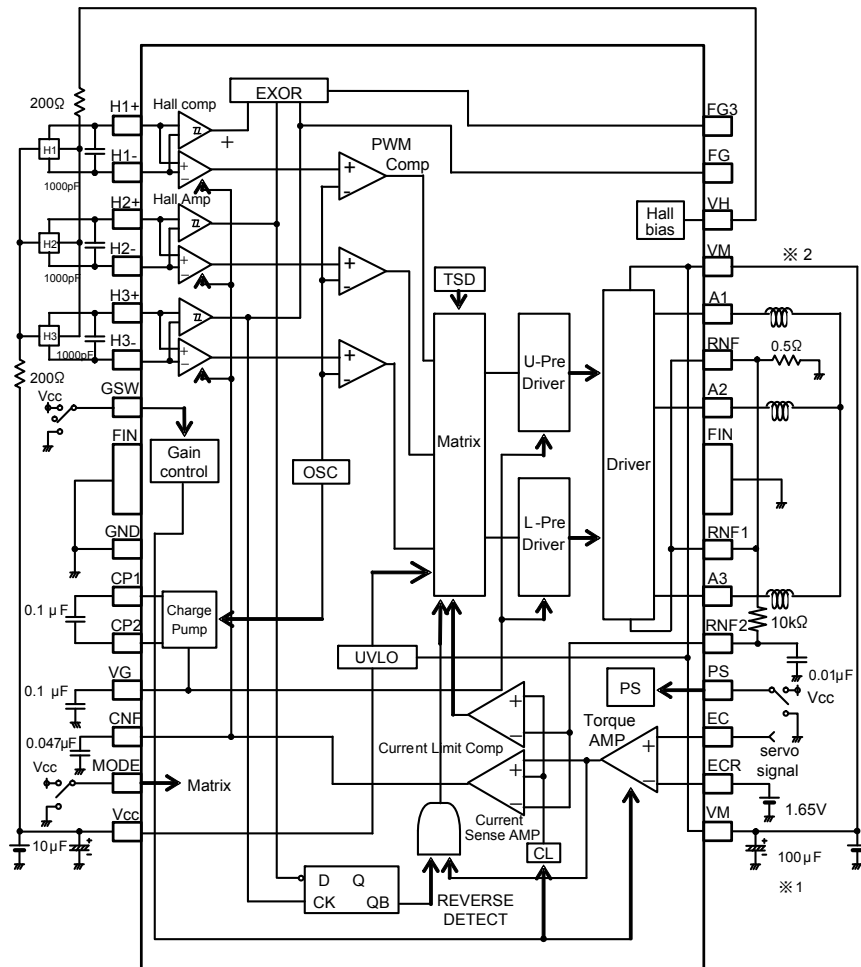 EXOR
200Ω
H1+
Hall comp
+
FG3
H1
+
-
PWM
Comp
+
-
FG
H1-
1000pF
H2+
Hall Amp
Hall
bias
VH
H2
+
-
VM
※ 2
H2-
1000pF
+
-
TSD
H3+
A1
H3
+
-
RNF
0.5Ω
H3-
1000pF
+
-
U-Pre
Driver
200Ω
GSW
A2
Vcc
FIN
Gain
control
OSC
Matrix
Driver
FIN
L-Pre
Driver
GND
RNF1
CP1
A3
0.1 µF
Charge
Pump
10kΩ
CP2
RNF2
UVLO
0.01µF
VG
PS
PS
0.1 µF
Vcc
CNF
+
-
Torque
AMP
EC
0.047µF
Current Limit Comp
+
-
servo
signal
MODE
Vcc
Matrix
+
-
ECR
1.65V
Vcc
Current
Sense AMP
VM
10µF
+
-
CL
+
-
100µF
D Q
CK QB
REVERSE
DETECT
※ 1